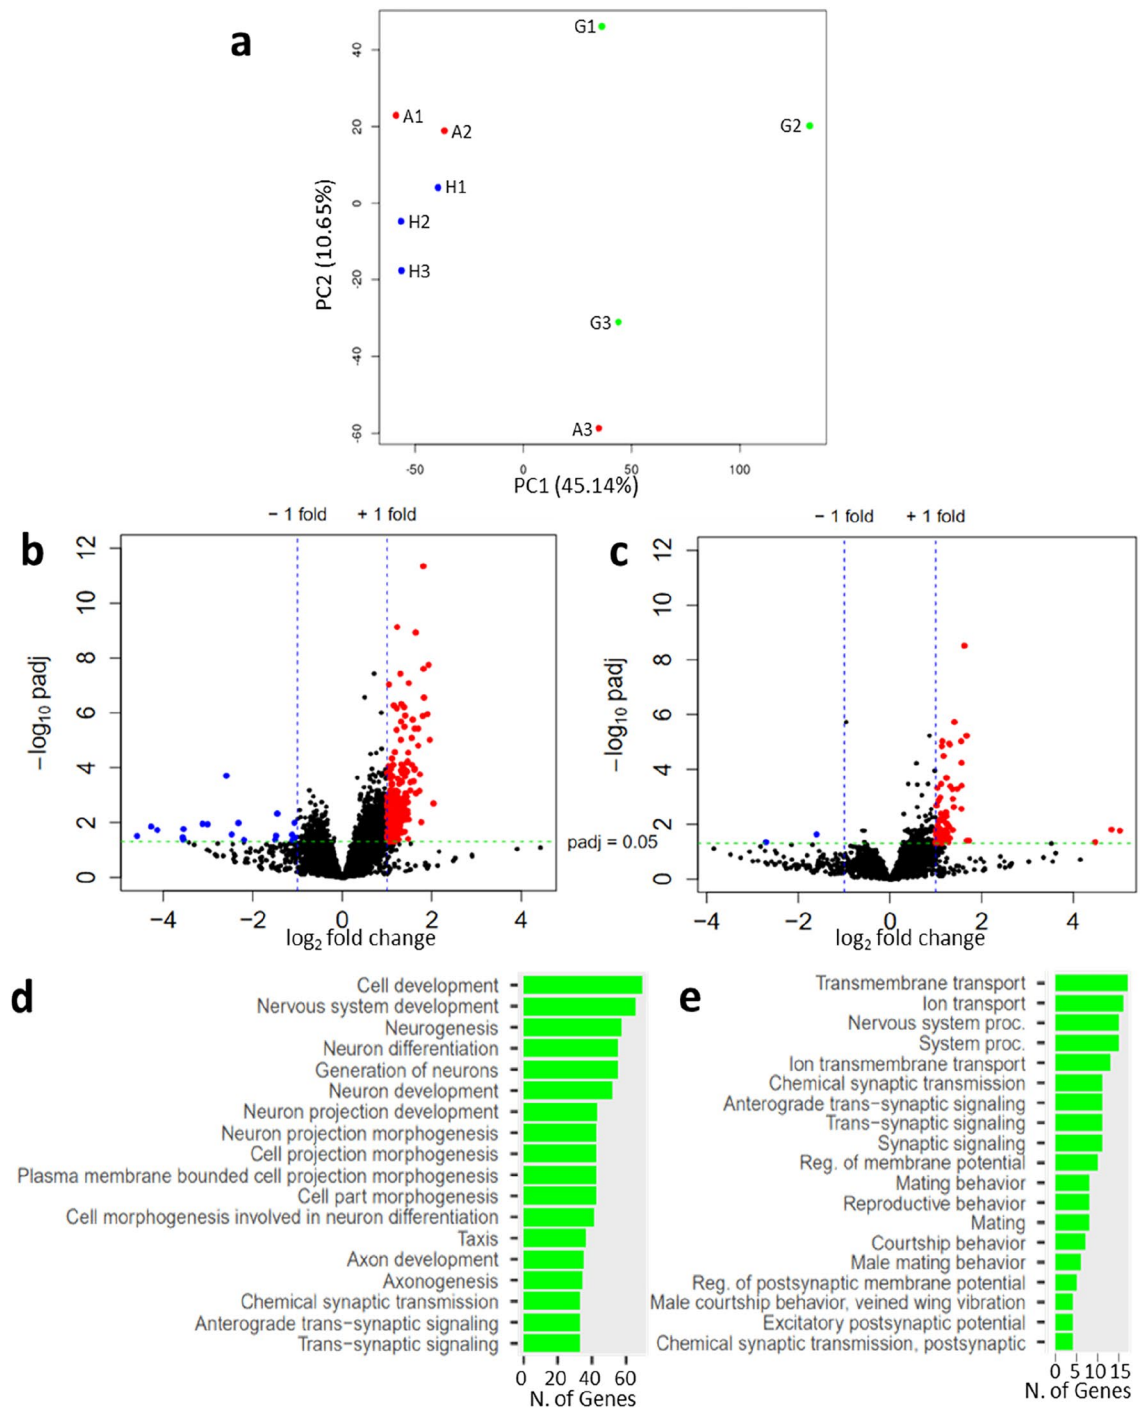 a
G1
G2
A1
A2
H1
H2
H3
G3
A3
40
20
0
-20
-40
-60
PC2 (10.65%)
-50
0
50
100
PC1 (45.14%)
b
− 1 fold
+ 1 fold
12
10
8
6
4
2
0
−log10 padj
padj = 0.05
−4
−2
0
2
4
log2 fold change
c
− 1 fold
+ 1 fold
12
10
8
6
4
2
0
−log10 padj
−4
−2
0
2
4
log2 fold change
d
Cell development
Nervous system development
Neurogenesis
Neuron differentiation
Generation of neurons
Neuron development
Neuron projection development
Neuron projection morphogenesis
Cell projection morphogenesis
Plasma membrane bounded cell projection morphogenesis
Cell part morphogenesis
Cell morphogenesis involved in neuron differentiation
Taxis
Axon development
Axonogenesis
Chemical synaptic transmission
Anterograde trans−synaptic signaling
Trans−synaptic signaling
0
20
40
60
N. of Genes
e
Transmembrane transport
Ion transport
Nervous system proc.
System proc.
Ion transmembrane transport
Chemical synaptic transmission
Anterograde trans−synaptic signaling
Trans−synaptic signaling
Synaptic signaling
Reg. of membrane potential
Mating behavior
Reproductive behavior
Mating
Courtship behavior
Male mating behavior
Reg. of postsynaptic membrane potential
Male courtship behavior, veined wing vibration
Excitatory postsynaptic potential
Chemical synaptic transmission, postsynaptic
0
5
10
15
N. of Genes